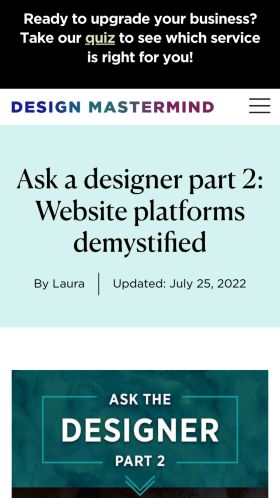 Ready to upgrade your business?
Take our quiz to see which service
is right for you!
DESIGN MASTERMIND
Ask a designer part 2:
Website platforms
demystified
By Laura
Updated: July 25, 2022
ASK THE
DESIGNER
PART 2